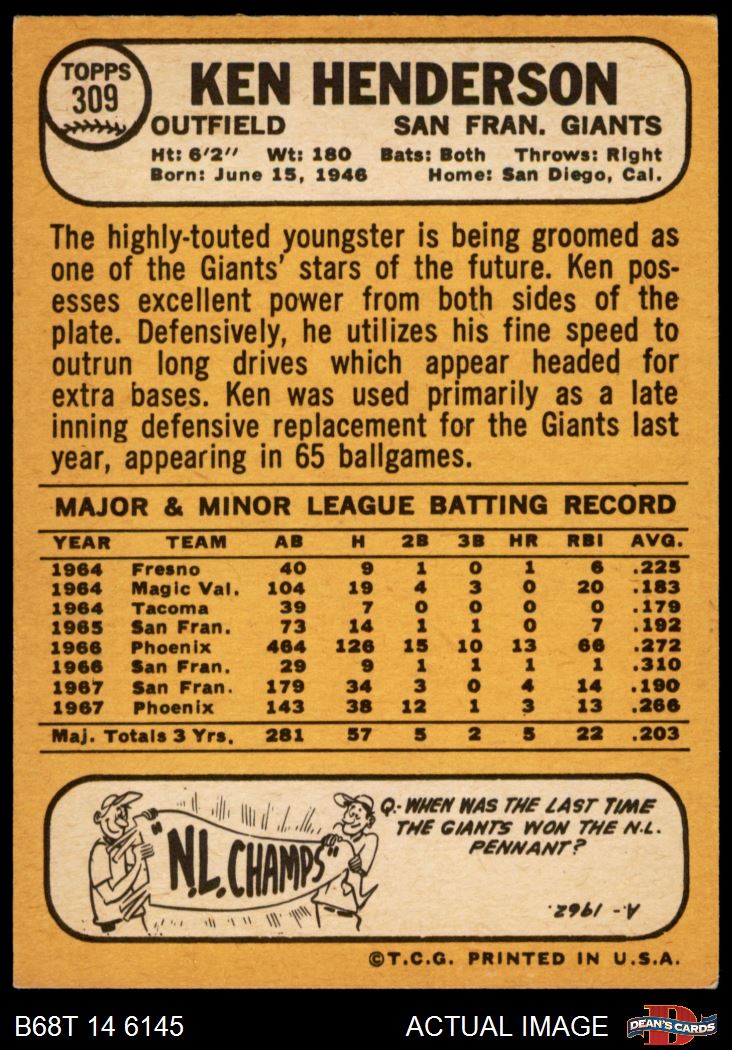 TOPPS
309
KEN HENDERSON
OUTFIELD SAN FRAN. GIANTS
Ht: 6'2" Wt: 180 Bats: Both Throws: Right
Born: June 15, 1946 Home: San Diego, Cal.
The highly-touted youngster is being groomed as
one of the Giants' stars of the future. Ken pos-
esses excellent power from both sides of the
plate. Defensively, he utilizes his fine speed to
outrun long drives which appear headed for
extra bases. Ken was used primarily as a late
inning defensive replacement for the Giants last
year, appearing in 65 ballgames.
MAJOR & MINOR LEAGUE BATTING RECORD
YEAR TEAM AB H 2B 3B HR RBI AVG.
1964 Fresno 40 9 1 0 1 6 .225
1964 Magic Val. 104 19 4 3 0 20 .183
1964 Tacoma 39 7 0 0 0 0 .179
1965 San Fran. 73 14 1 1 0 7 .192
1966 Phoenix 464 126 15 10 13 66 .272
1966 San Fran. 29 9 1 1 1 1 .310
1967 San Fran. 179 34 3 0 4 14 .190
1967 Phoenix 143 38 12 1 3 13 .266
Maj. Totals 3 Yrs. 281 57 5 2 5 22 .203
"N.L. CHAMPS"
Q.- WHEN WAS THE LAST TIME
THE GIANTS WON THE N.L.
PENNANT?
A.- 1962.
©T.C.G. PRINTED IN U.S.A.
B68T 14 6145 ACTUAL IMAGE DEAN'S CARDS